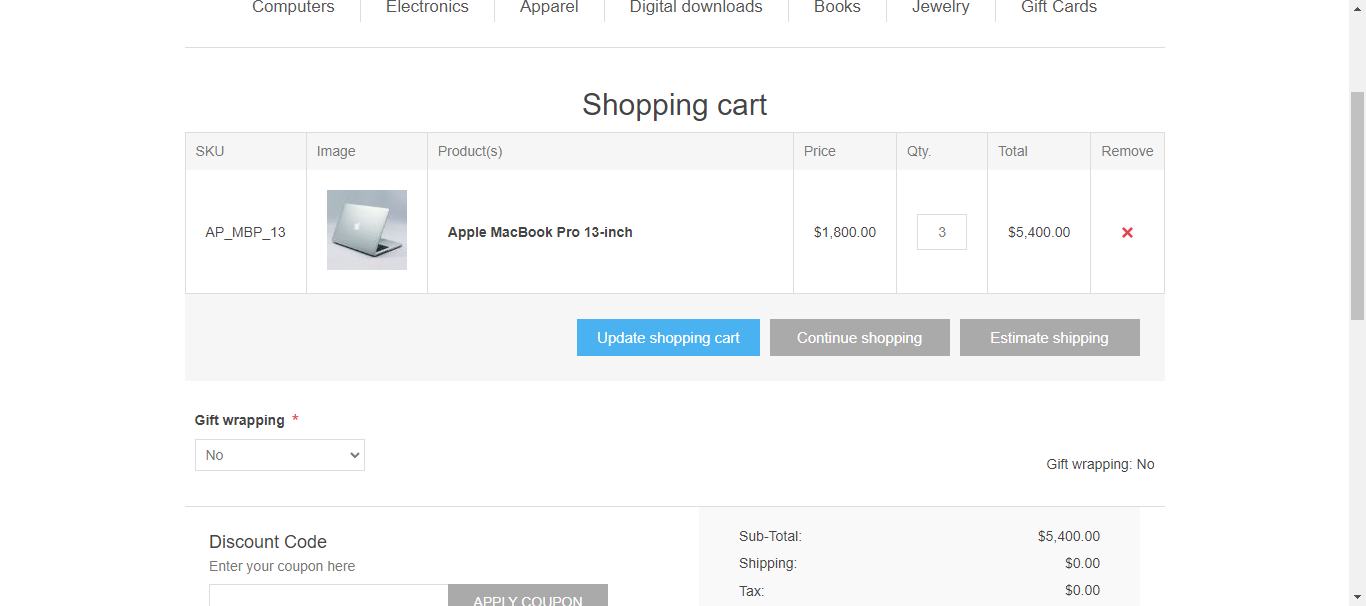 Computers Electronics Apparel Digital downloads Books Jewelry Gift Cards
Shopping cart
SKU Image Product(s) Price Qty. Total Remove
AP_MBP_13 Apple MacBook Pro 13-inch $1,800.00 3 $5,400.00
Update shopping cart Continue shopping Estimate shipping
Gift wrapping *
No
Gift wrapping: No
Discount Code
Enter your coupon here
APPLY COUPON
Sub-Total: $5,400.00
Shipping: $0.00
Tax: $0.00